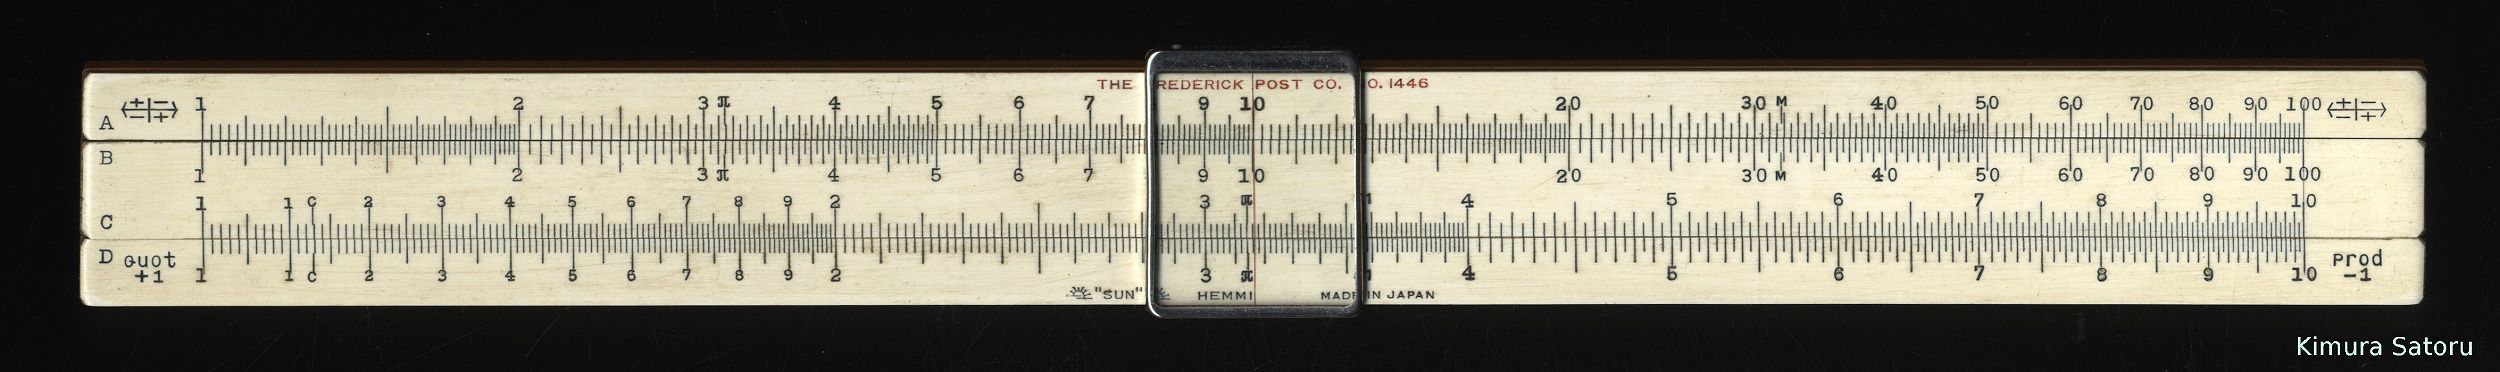 THE REDERICK POST CO. O. 1446
A 1 2 3 π 4 5 6 7 9 10 20 30 M 40 50 60 70 80 90 100
B 1 2 3 π 4 5 6 7 9 10 20 30 M 40 50 60 70 80 90 100
C 1 1 C 2 3 4 5 6 7 8 9 2 3 π 4 5 6 7 8 9 10
D Quot +1 1 1 C 2 3 4 5 6 7 8 9 2 3 π 4 5 6 7 8 9 10 Prod -1
"SUN" HEMMI MADE IN JAPAN
Kimura Satoru